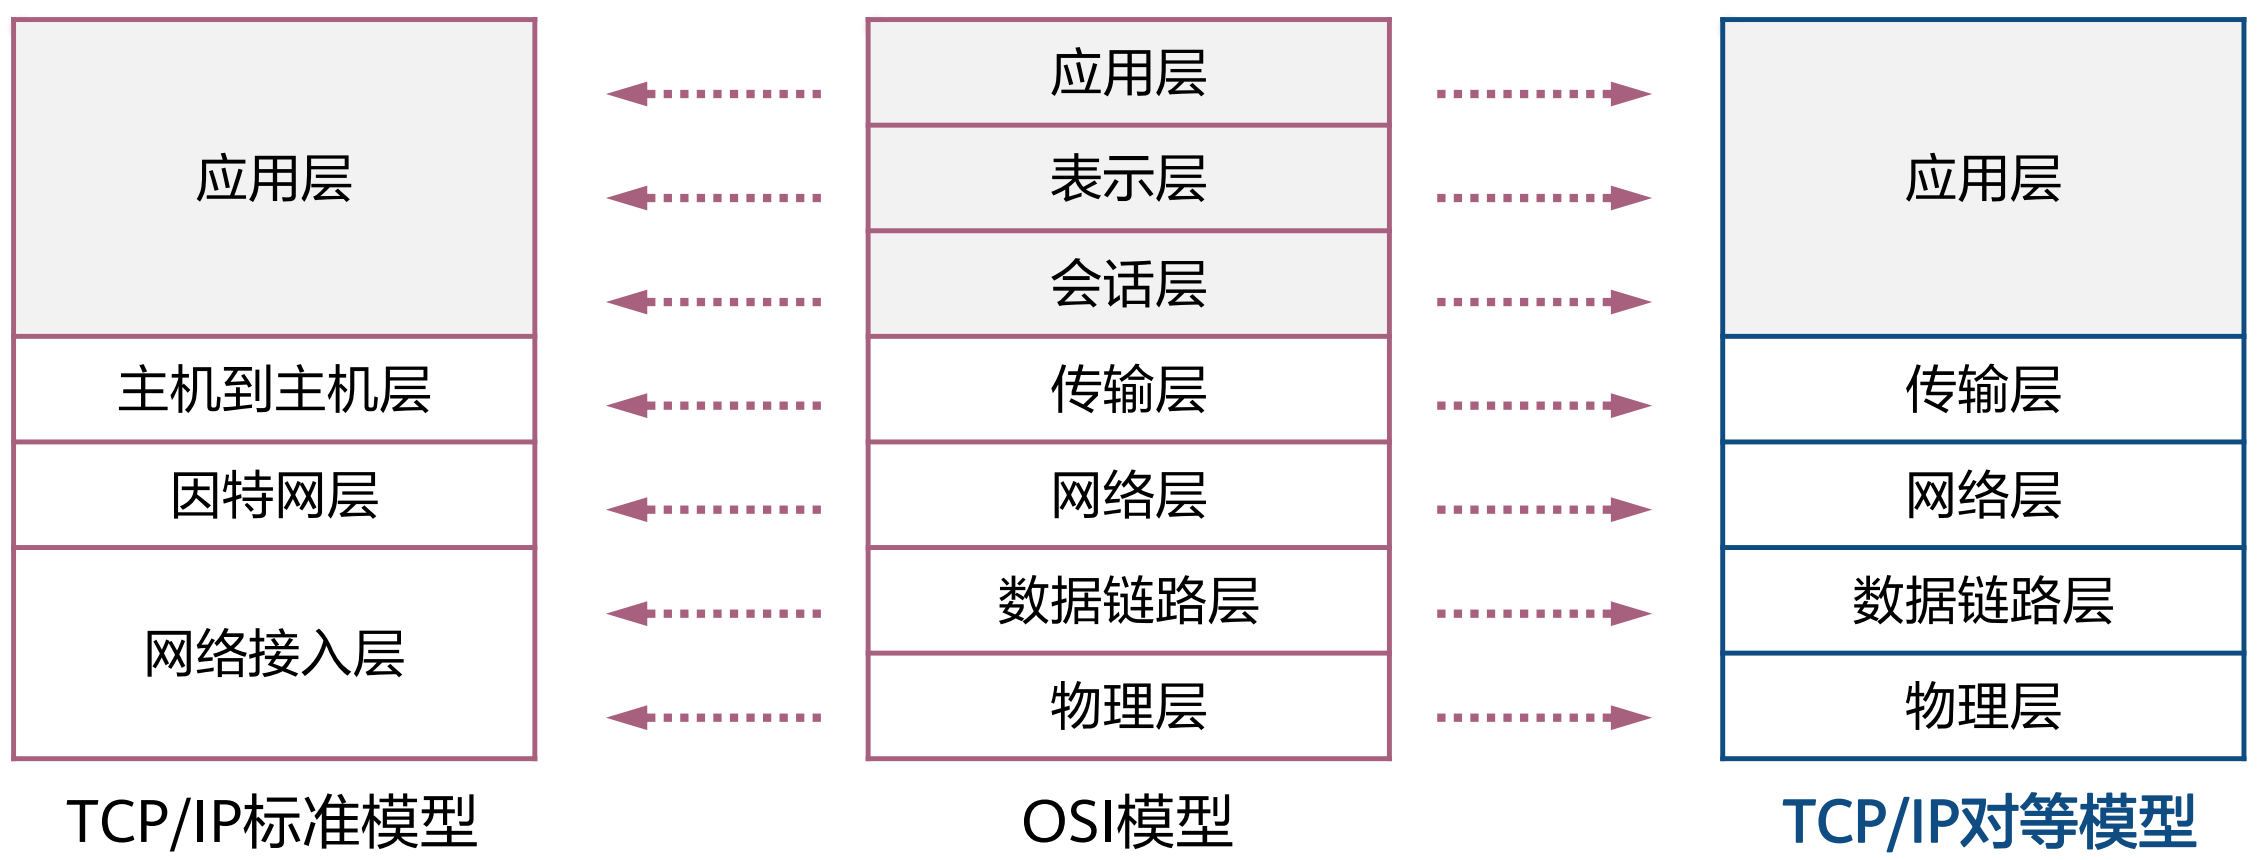 应用层
主机到主机层
因特网层
网络接入层
TCP/IP标准模型
应用层
表示层
会话层
传输层
网络层
数据链路层
物理层
OSI模型
应用层
传输层
网络层
数据链路层
物理层
TCP/IP对等模型